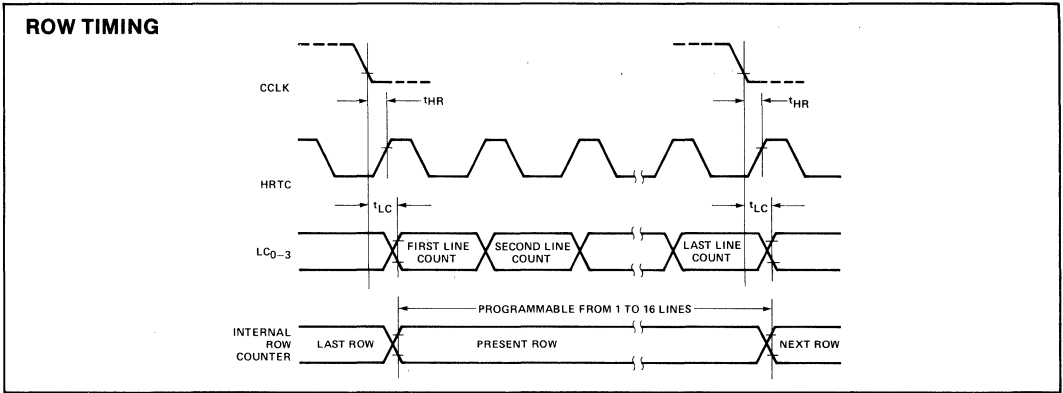 ROW TIMING
CCLK
tHR
tHR
HRTC
tLC
tLC
LC0–3
FIRST LINE COUNT
SECOND LINE COUNT
LAST LINE COUNT
PROGRAMMABLE FROM 1 TO 16 LINES
INTERNAL ROW COUNTER
LAST ROW
PRESENT ROW
NEXT ROW